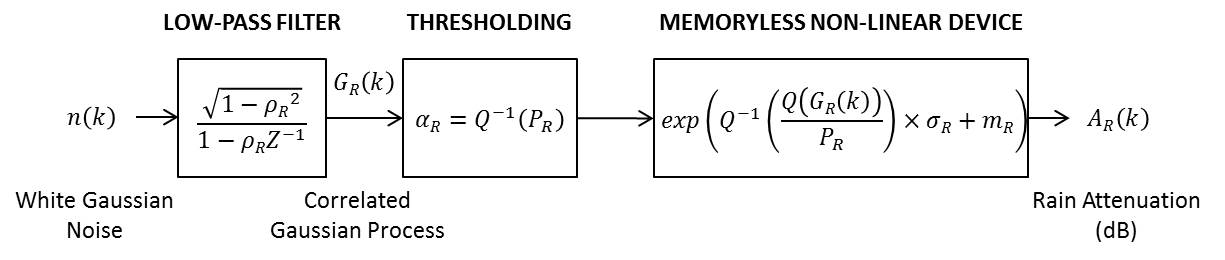 LOW-PASS FILTER THRESHOLDING MEMORYLESS NON-LINEAR DEVICE
n(k) √(1 − ρ_R²) / (1 − ρ_R Z⁻¹) G_R(k) α_R = Q⁻¹(P_R) exp(Q⁻¹(Q(G_R(k)) / P_R) × σ_R + m_R) A_R(k)
White Gaussian
Noise
Correlated
Gaussian Process
Rain Attenuation
(dB)